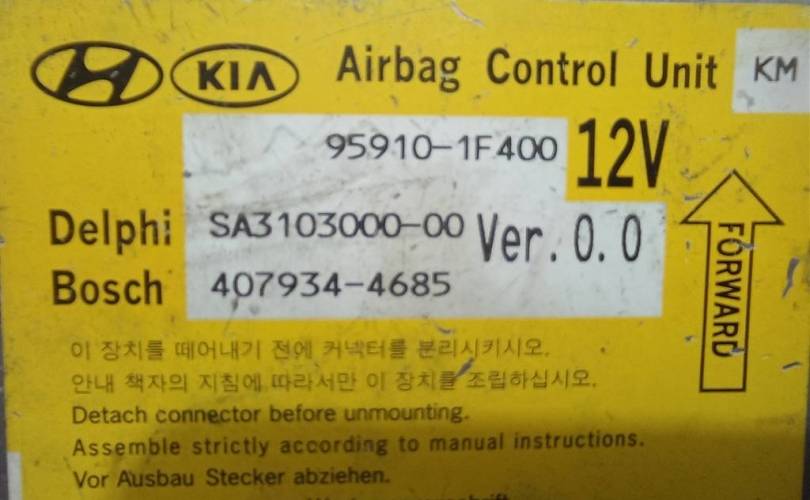 KIA Airbag Control Unit KM
95910-1F400 12V
Delphi SA3103000-00 Ver. 0.0
Bosch 407934-4685
FORWARD
이 장치를 떼어내기 전에 커넥터를 분리시키시오.
안내 책자의 지침에 따라서만 이 장치를 조립하십시오.
Detach connector before unmounting.
Assemble strictly according to manual instructions.
Vor Ausbau Stecker abziehen.